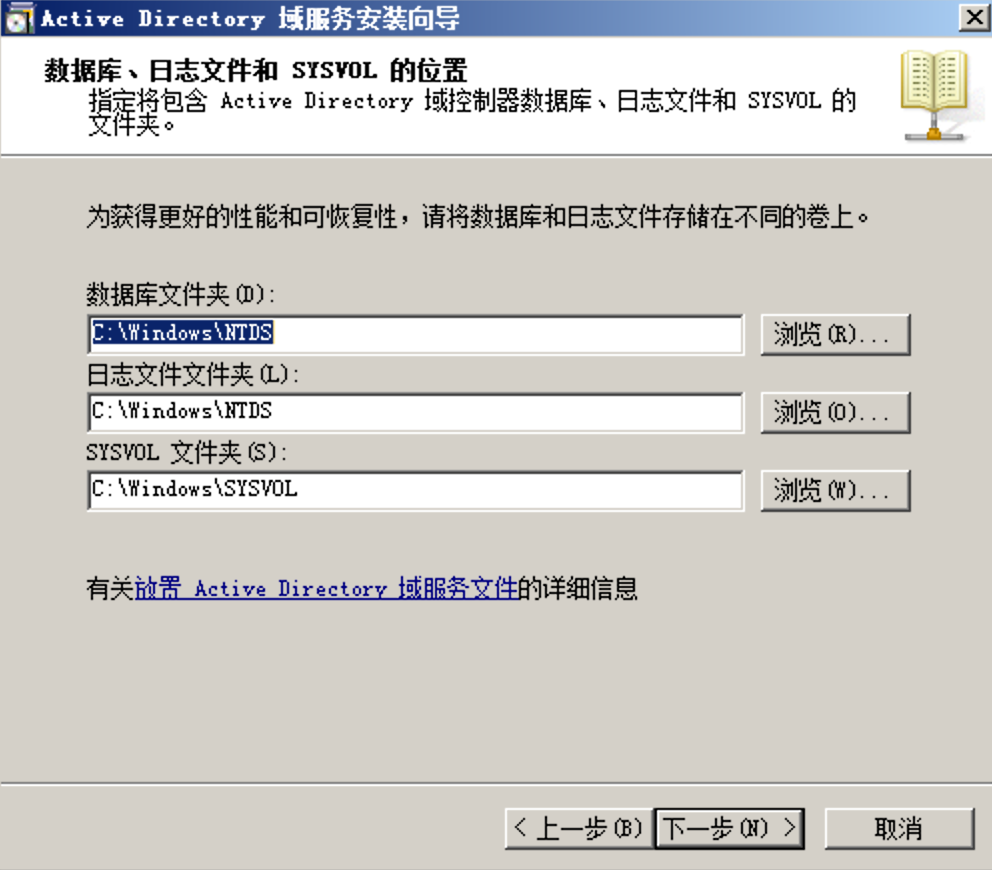 Active Directory 域服务安装向导
数据库、日志文件和 SYSVOL 的位置
指定将包含 Active Directory 域控制器数据库、日志文件和 SYSVOL 的
文件夹。
为获得更好的性能和可恢复性，请将数据库和日志文件存储在不同的卷上。
数据库文件夹(D):
C:\Windows\NTDS 浏览(R)...
日志文件文件夹(L):
C:\Windows\NTDS 浏览(O)...
SYSVOL 文件夹(S):
C:\Windows\SYSVOL 浏览(W)...
有关放置 Active Directory 域服务文件的详细信息
< 上一步(B) 下一步(N) > 取消